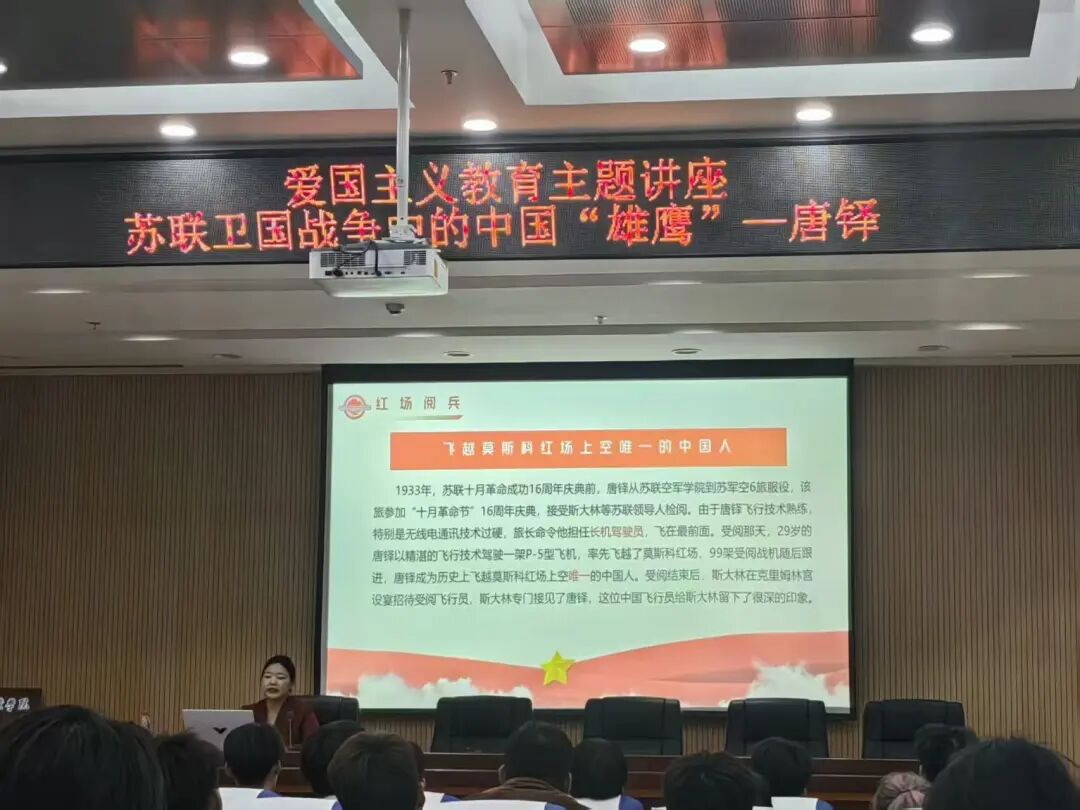 爱国主义教育主题讲座
苏联卫国战争中的中国“雄鹰”—唐铎
红场阅兵
飞越莫斯科红场上空唯一的中国人
1933年，苏联十月革命成功16周年庆典前，唐铎从苏联空军学院到苏军空6旅服役，该
旅参加“十月革命节”16周年庆典，接受斯大林等苏联领导人检阅。由于唐铎飞行技术熟练，
特别是无线电通讯技术过硬，旅长命令他担任长机驾驶员，飞在最前面。受阅那天，29岁的
唐铎以精湛的飞行技术驾驶一架P-5型飞机，率先飞越了莫斯科红场，99架受阅战机随后跟
进，唐铎成为历史上飞越莫斯科红场上空唯一的中国人。受阅结束后，斯大林在克里姆林宫
设宴招待受阅飞行员，斯大林专门接见了唐铎，这位中国飞行员给斯大林留下了很深的印象。